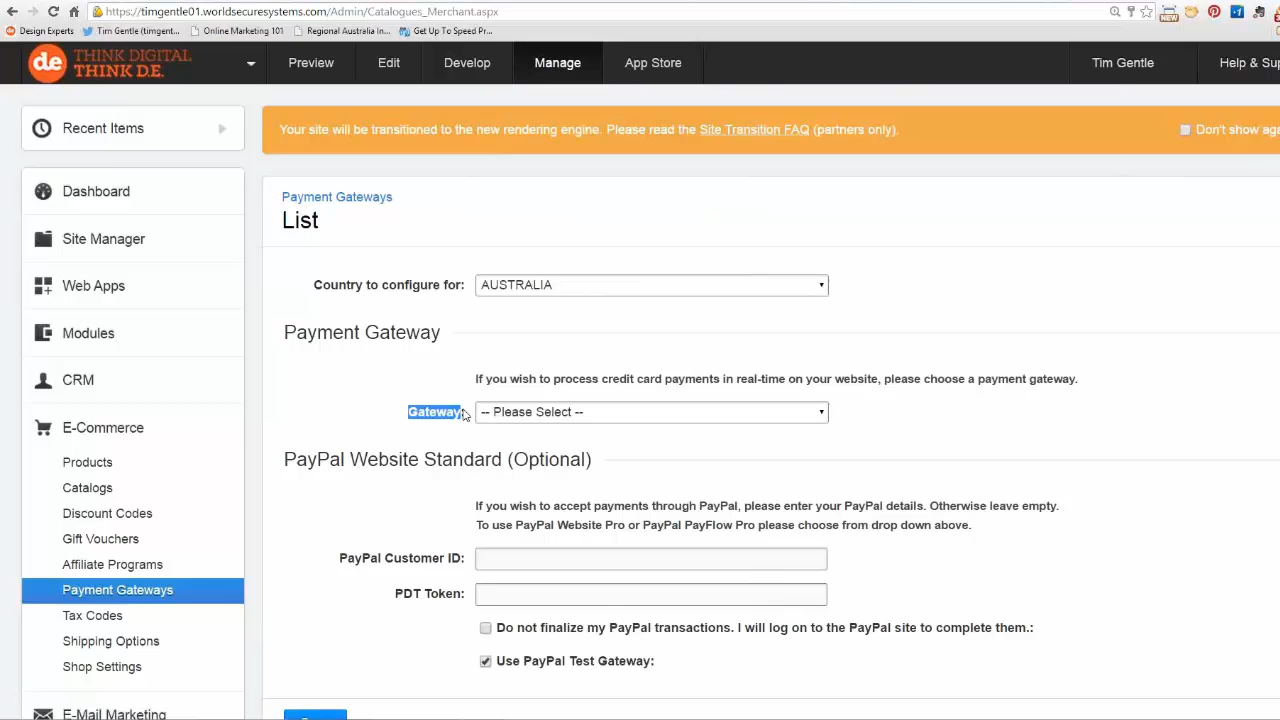 https://timgentle01.worldsecuresystems.com/Admin/Catalogues_Merchant.aspx
Design Experts
Tim Gentle (timgent...
Online Marketing 101
Regional Australia In...
Get Up To Speed Pr...
d.e
THINK DIGITAL
THINK D.E.
Preview
Edit
Develop
Manage
App Store
Tim Gentle
Help & Sup
Recent Items
Your site will be transitioned to the new rendering engine. Please read the Site Transition FAQ (partners only).
Don't show aga
Dashboard
Site Manager
Web Apps
Modules
CRM
E-Commerce
Products
Catalogs
Discount Codes
Gift Vouchers
Affiliate Programs
Payment Gateways
Tax Codes
Shipping Options
Shop Settings
E-Mail Marketing
Payment Gateways
List
Country to configure for: AUSTRALIA
Payment Gateway
If you wish to process credit card payments in real-time on your website, please choose a payment gateway.
Gateway: -- Please Select --
PayPal Website Standard (Optional)
If you wish to accept payments through PayPal, please enter your PayPal details. Otherwise leave empty.
To use PayPal Website Pro or PayPal PayFlow Pro please choose from drop down above.
PayPal Customer ID:
PDT Token:
Do not finalize my PayPal transactions. I will log on to the PayPal site to complete them.:
Use PayPal Test Gateway: